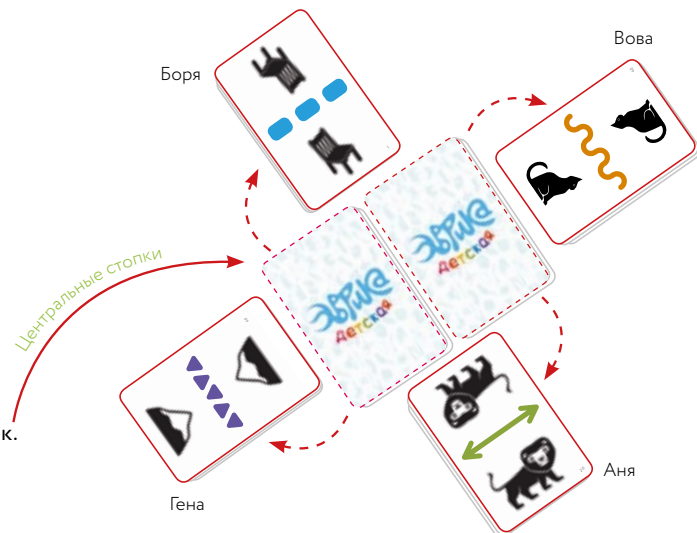 Боря
Вова
Центральные стопки
ЭВРИКА
детская
ЭВРИКА
детская
к.
Гена
Аня